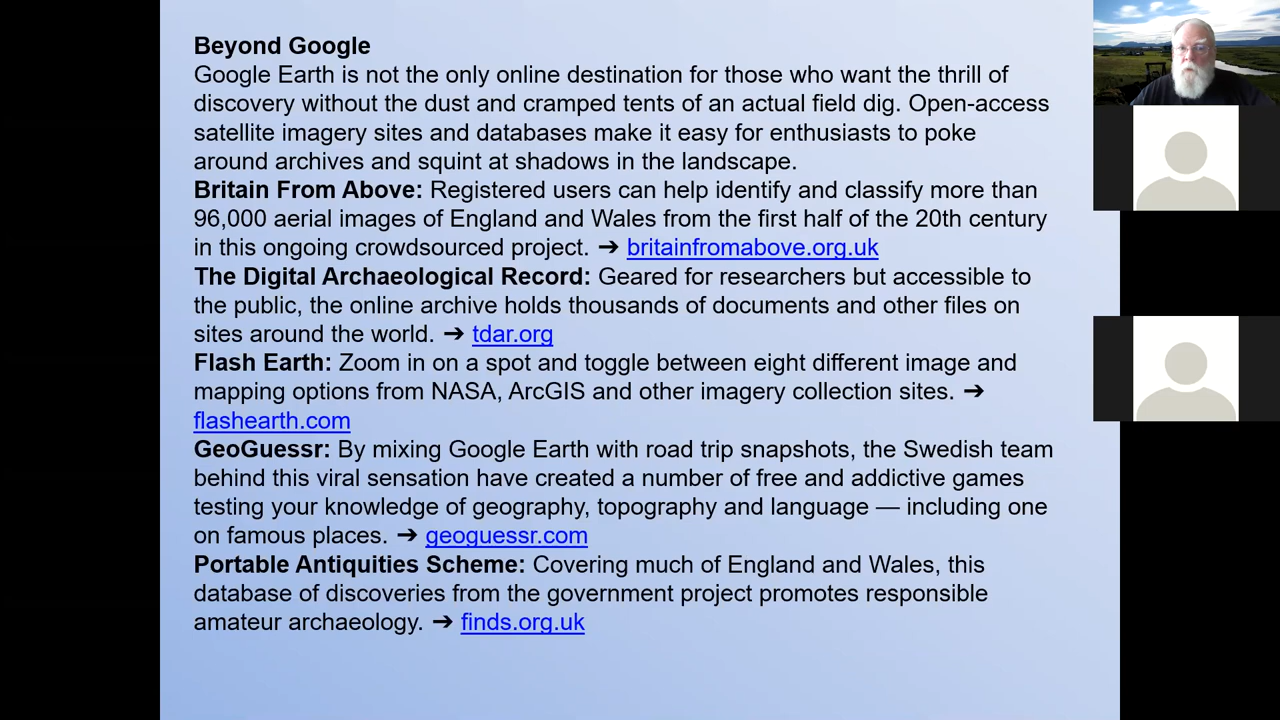 Beyond Google
Google Earth is not the only online destination for those who want the thrill of
discovery without the dust and cramped tents of an actual field dig. Open-access
satellite imagery sites and databases make it easy for enthusiasts to poke
around archives and squint at shadows in the landscape.
Britain From Above: Registered users can help identify and classify more than
96,000 aerial images of England and Wales from the first half of the 20th century
in this ongoing crowdsourced project. ➔ britainfromabove.org.uk
The Digital Archaeological Record: Geared for researchers but accessible to
the public, the online archive holds thousands of documents and other files on
sites around the world. ➔ tdar.org
Flash Earth: Zoom in on a spot and toggle between eight different image and
mapping options from NASA, ArcGIS and other imagery collection sites. ➔
flashearth.com
GeoGuessr: By mixing Google Earth with road trip snapshots, the Swedish team
behind this viral sensation have created a number of free and addictive games
testing your knowledge of geography, topography and language — including one
on famous places. ➔ geoguessr.com
Portable Antiquities Scheme: Covering much of England and Wales, this
database of discoveries from the government project promotes responsible
amateur archaeology. ➔ finds.org.uk